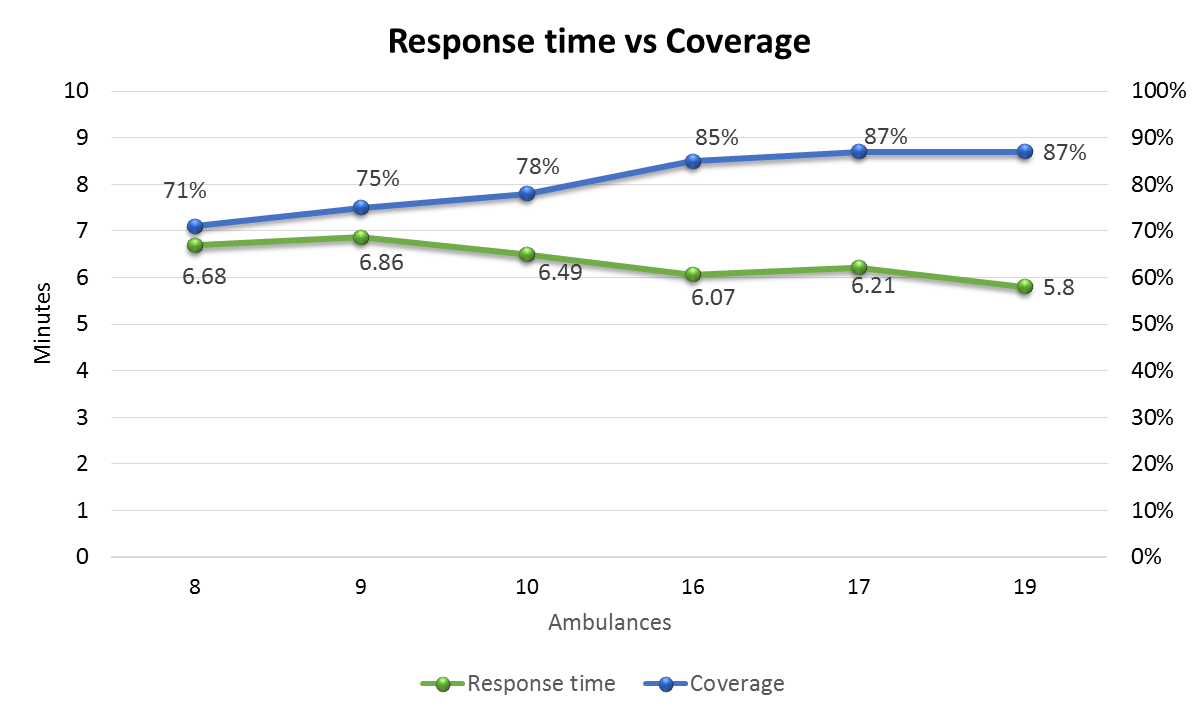 Response time vs Coverage
10 100%
9 90%
8 80%
7 70%
6 60%
5 50%
4 40%
3 30%
2 20%
1 10%
0 0%
Minutes
71% 75% 78% 85% 87% 87%
6.68 6.86 6.49 6.07 6.21 5.8
8 9 10 16 17 19
Ambulances
Response time Coverage